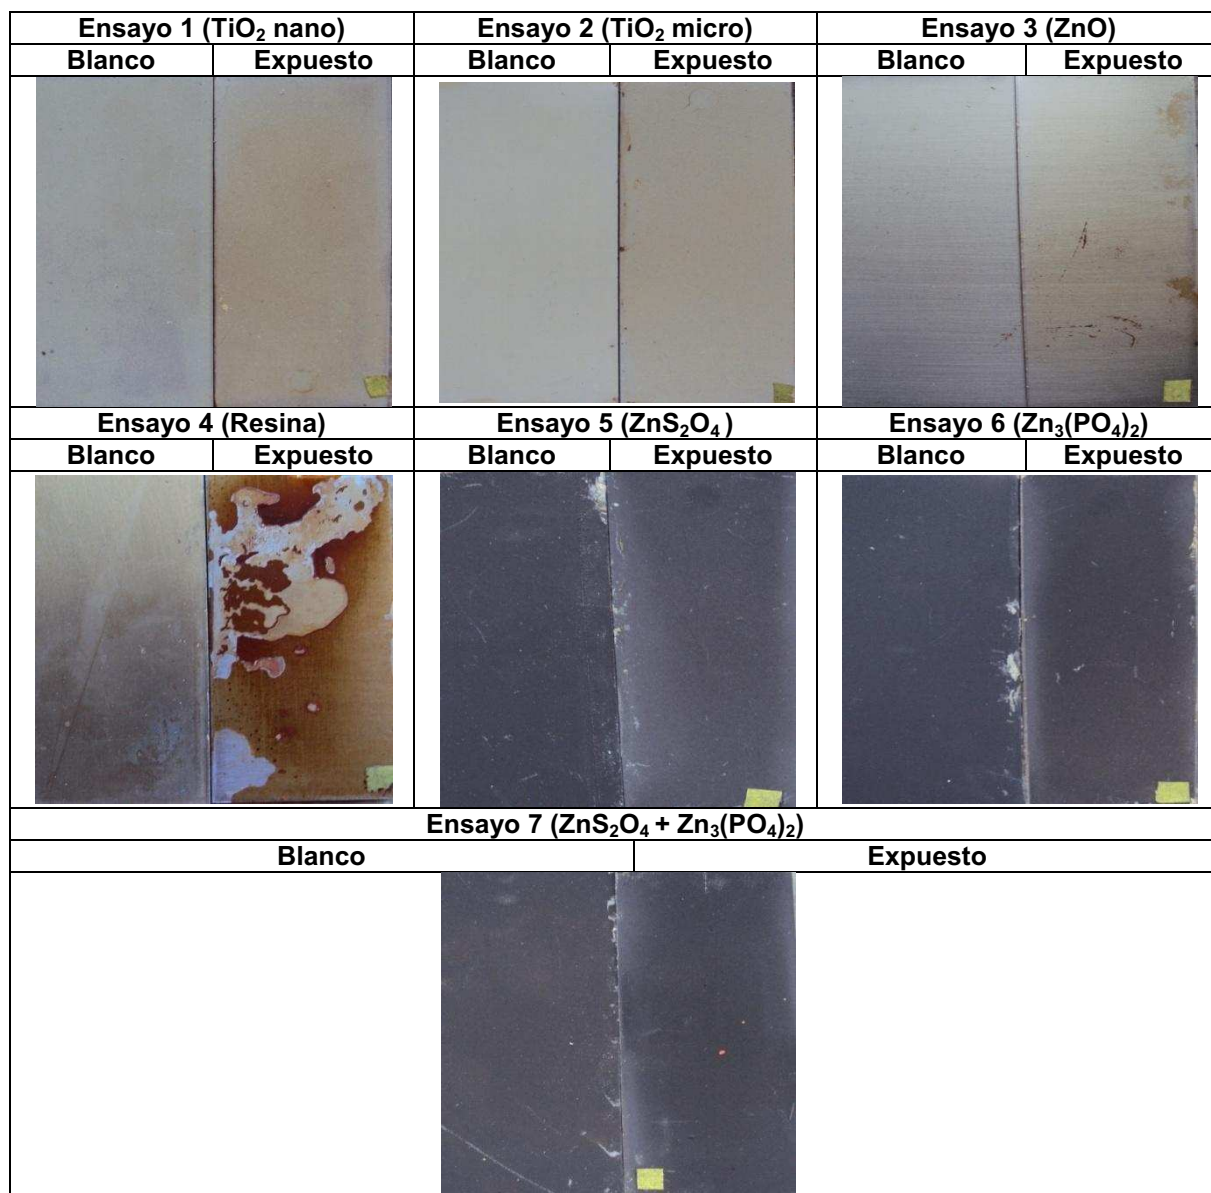 Ensayo 1 (TiO₂ nano) Ensayo 2 (TiO₂ micro) Ensayo 3 (ZnO)
Blanco Expuesto Blanco Expuesto Blanco Expuesto
Ensayo 4 (Resina) Ensayo 5 (ZnS₂O₄ ) Ensayo 6 (Zn₃(PO₄)₂)
Blanco Expuesto Blanco Expuesto Blanco Expuesto
Ensayo 7 (ZnS₂O₄ + Zn₃(PO₄)₂)
Blanco Expuesto